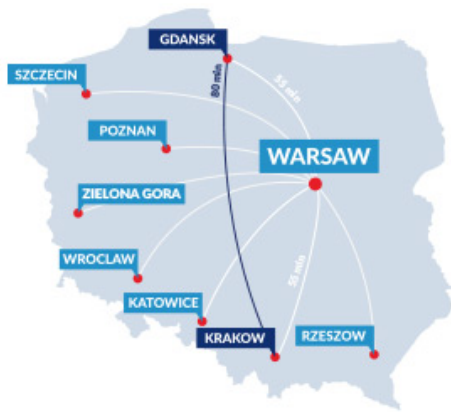 GDANSK
SZCZECIN
80 min
55 min
POZNAN
WARSAW
ZIELONA GORA
WROCLAW
55 min
KATOWICE
KRAKOW
RZESZOW